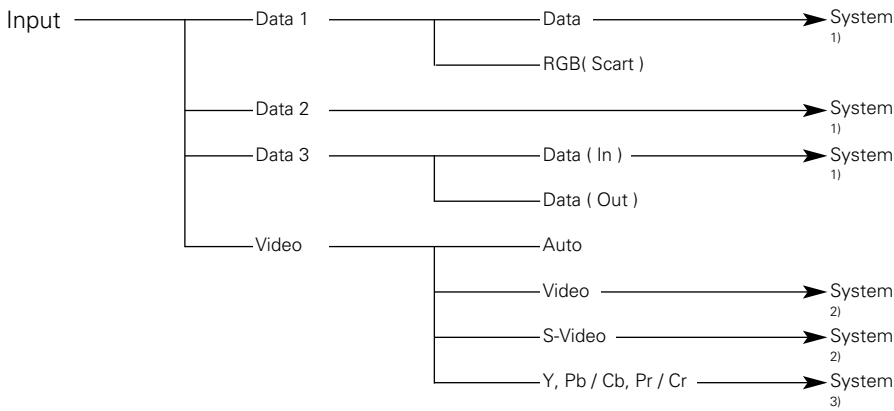 Input Data 1 Data System
1)
RGB( Scart )
Data 2 System
1)
Data 3 Data ( In ) System
1)
Data ( Out )
Video Auto
Video System
2)
S-Video System
2)
Y, Pb / Cb, Pr / Cr System
3)